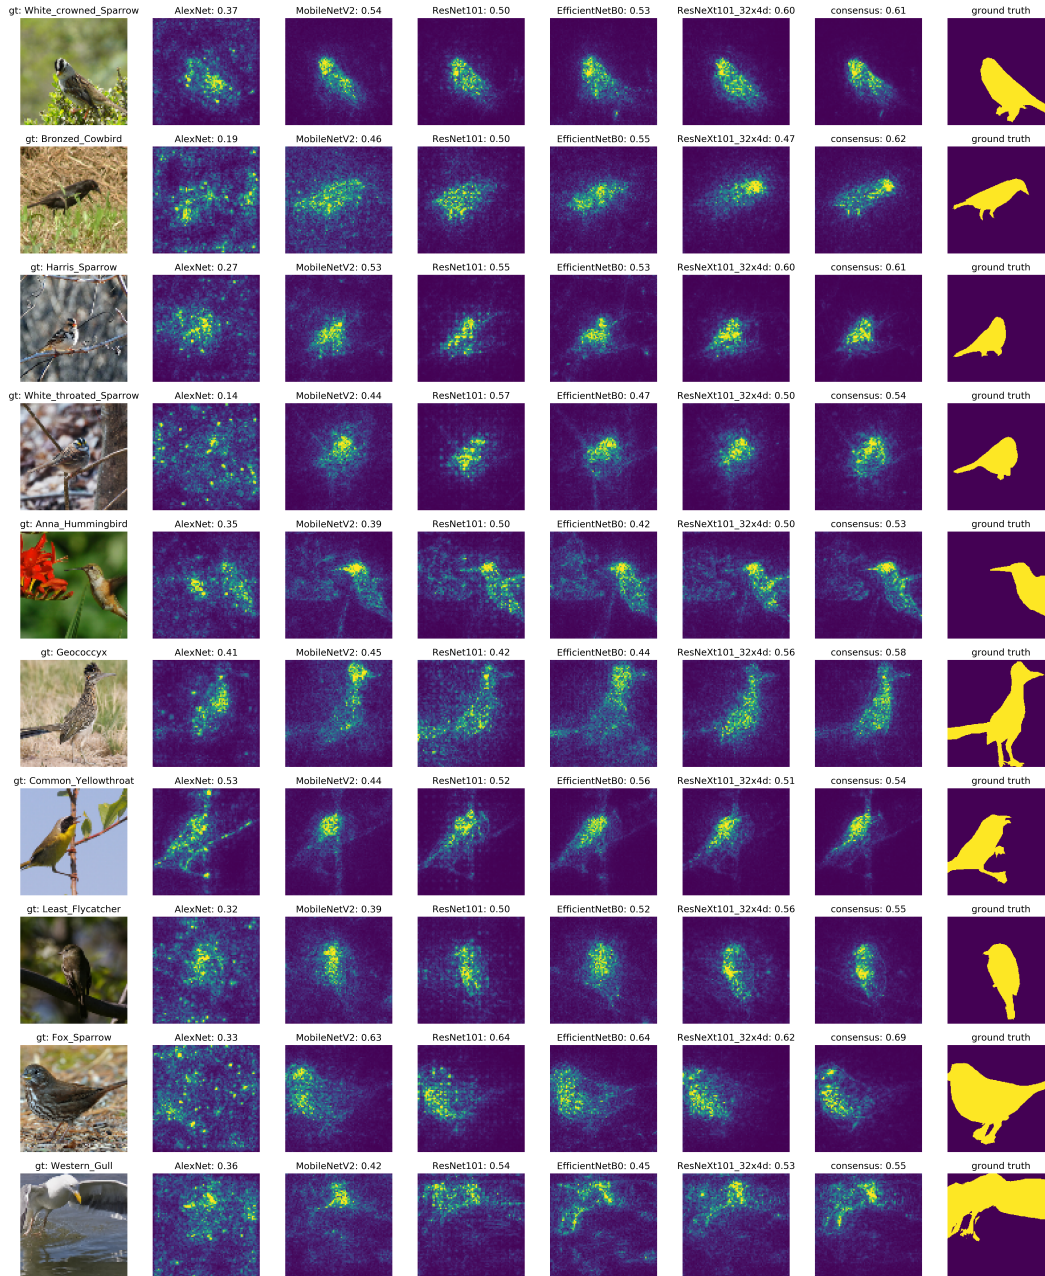 gt: White_crowned_Sparrow AlexNet: 0.37 MobileNetV2: 0.54 ResNet101: 0.50 EfficientNetB0: 0.53 ResNeXt101_32x4d: 0.60 consensus: 0.61 ground truth
gt: Bronzed_Cowbird AlexNet: 0.19 MobileNetV2: 0.46 ResNet101: 0.50 EfficientNetB0: 0.55 ResNeXt101_32x4d: 0.47 consensus: 0.62 ground truth
gt: Harris_Sparrow AlexNet: 0.27 MobileNetV2: 0.53 ResNet101: 0.55 EfficientNetB0: 0.53 ResNeXt101_32x4d: 0.60 consensus: 0.61 ground truth
gt: White_throated_Sparrow AlexNet: 0.14 MobileNetV2: 0.44 ResNet101: 0.57 EfficientNetB0: 0.47 ResNeXt101_32x4d: 0.50 consensus: 0.54 ground truth
gt: Anna_Hummingbird AlexNet: 0.35 MobileNetV2: 0.39 ResNet101: 0.50 EfficientNetB0: 0.42 ResNeXt101_32x4d: 0.50 consensus: 0.53 ground truth
gt: Geococcyx AlexNet: 0.41 MobileNetV2: 0.45 ResNet101: 0.42 EfficientNetB0: 0.44 ResNeXt101_32x4d: 0.56 consensus: 0.58 ground truth
gt: Common_Yellowthroat AlexNet: 0.53 MobileNetV2: 0.44 ResNet101: 0.52 EfficientNetB0: 0.56 ResNeXt101_32x4d: 0.51 consensus: 0.54 ground truth
gt: Least_Flycatcher AlexNet: 0.32 MobileNetV2: 0.39 ResNet101: 0.50 EfficientNetB0: 0.52 ResNeXt101_32x4d: 0.56 consensus: 0.55 ground truth
gt: Fox_Sparrow AlexNet: 0.33 MobileNetV2: 0.63 ResNet101: 0.64 EfficientNetB0: 0.64 ResNeXt101_32x4d: 0.62 consensus: 0.69 ground truth
gt: Western_Gull AlexNet: 0.36 MobileNetV2: 0.42 ResNet101: 0.54 EfficientNetB0: 0.45 ResNeXt101_32x4d: 0.53 consensus: 0.55 ground truth